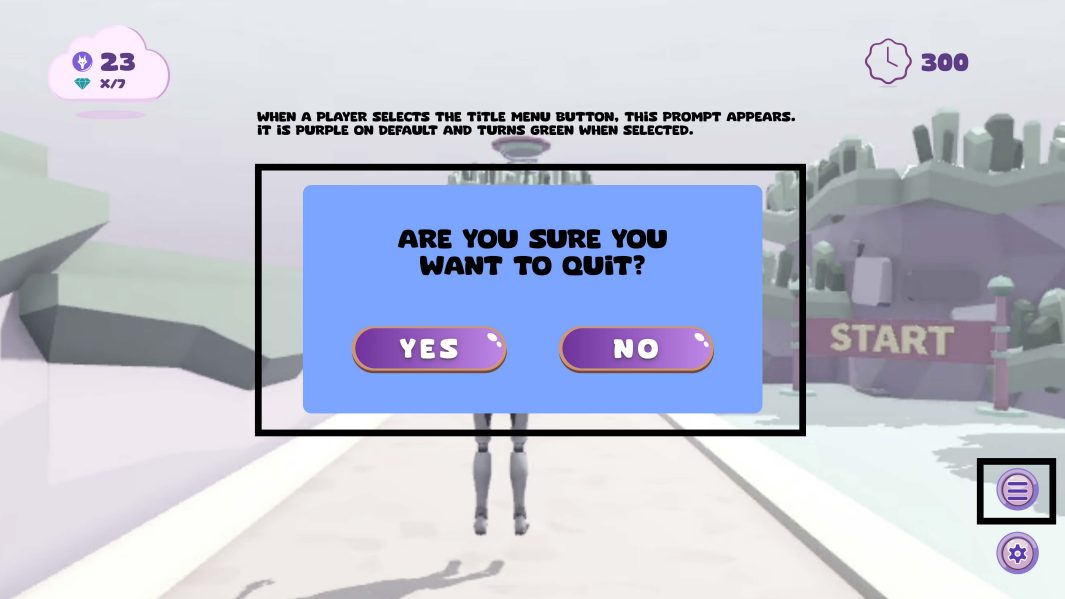 23
X/7
300
WHEN A PLAYER SELECTS THE TITLE MENU BUTTON, THIS PROMPT APPEARS.
IT IS PURPLE ON DEFAULT AND TURNS GREEN WHEN SELECTED.
ARE YOU SURE YOU
WANT TO QUIT?
YES
NO
START